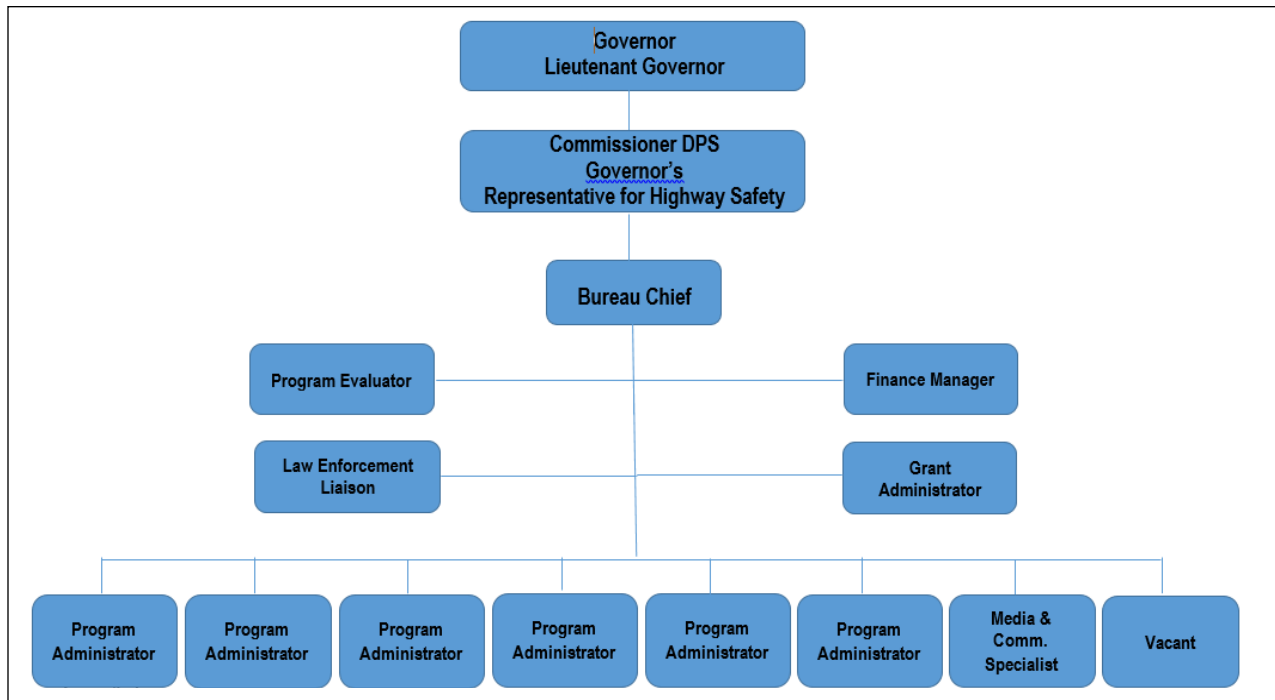 Governor
Lieutenant Governor
Commissioner DPS
Governor’s
Representative for Highway Safety
Bureau Chief
Program Evaluator
Finance Manager
Law Enforcement
Liaison
Grant
Administrator
Program
Administrator
Program
Administrator
Program
Administrator
Program
Administrator
Program
Administrator
Program
Administrator
Media &
Comm.
Specialist
Vacant